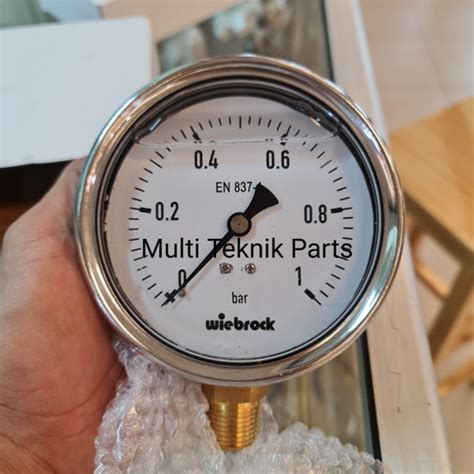 0.4 0.6
EN 837-
0.2 0.8
Multi Teknik Parts
0 1
bar
wiebrock